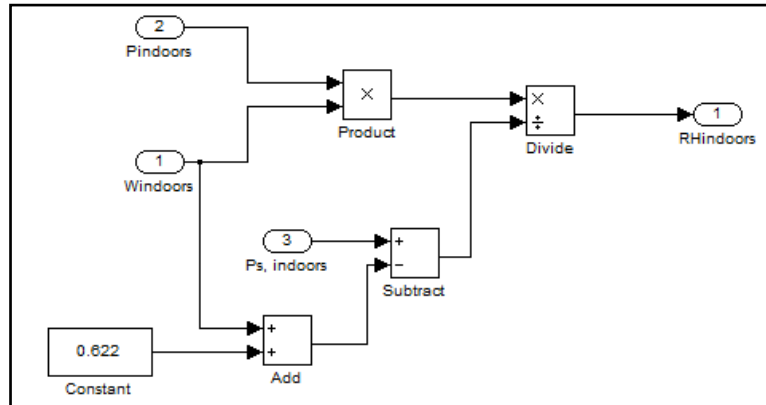 2
Pindoors
×
Product
×
÷
Divide
1
RHindoors
1
Windoors
3
Ps, indoors
+
−
Subtract
0.622
Constant
+
+
Add